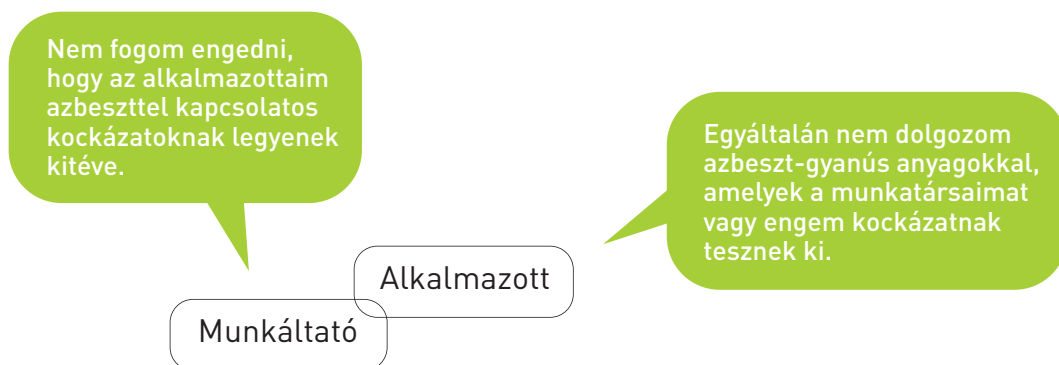 Nem fogom engedni,
hogy az alkalmazottaim
azbeszttel kapcsolatos
kockázatoknak legyenek
kitéve.
Egyáltalán nem dolgozom
azbeszt-gyanús anyagokkal,
amelyek a munkatársaimat
vagy engem kockázatnak
tesznek ki.
Alkalmazott
Munkáltató